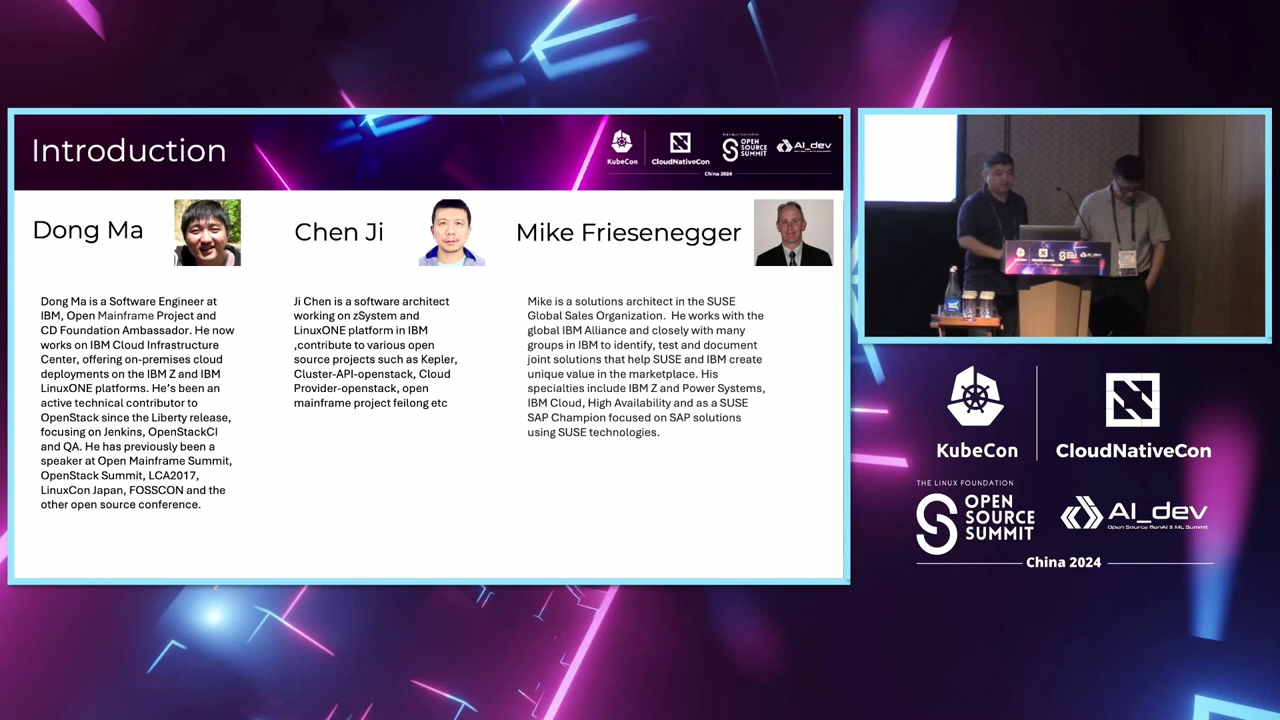 Introduction
KubeCon
CloudNativeCon
THE LINUX FOUNDATION
OPEN
SOURCE
SUMMIT
AI_dev
China 2024
Dong Ma
Chen Ji
Mike Friesenegger
Dong Ma is a Software Engineer at
IBM, Open Mainframe Project and
CD Foundation Ambassador. He now
works on IBM Cloud Infrastructure
Center, offering on-premises cloud
deployments on the IBM Z and IBM
LinuxONE platforms. He's been an
active technical contributor to
OpenStack since the Liberty release,
focusing on Jenkins, OpenStackCI
and QA. He has previously been a
speaker at Open Mainframe Summit,
OpenStack Summit, LCA2017,
LinuxCon Japan, FOSSCON and the
other open source conference.
Ji Chen is a software architect
working on zSystem and
LinuxONE platform in IBM
,contribute to various open
source projects such as Kepler,
Cluster-API-openstack, Cloud
Provider-openstack, open
mainframe project feilong etc
Mike is a solutions architect in the SUSE
Global Sales Organization. He works with the
global IBM Alliance and closely with many
groups in IBM to identify, test and document
joint solutions that help SUSE and IBM create
unique value in the marketplace. His
specialties include IBM Z and Power Systems,
IBM Cloud, High Availability and as a SUSE
SAP Champion focused on SAP solutions
using SUSE technologies.
KubeCon
CloudNativeCon
THE LINUX FOUNDATION
OPEN
SOURCE
SUMMIT
AI_dev
Open Source GenAI & ML Summit
China 2024